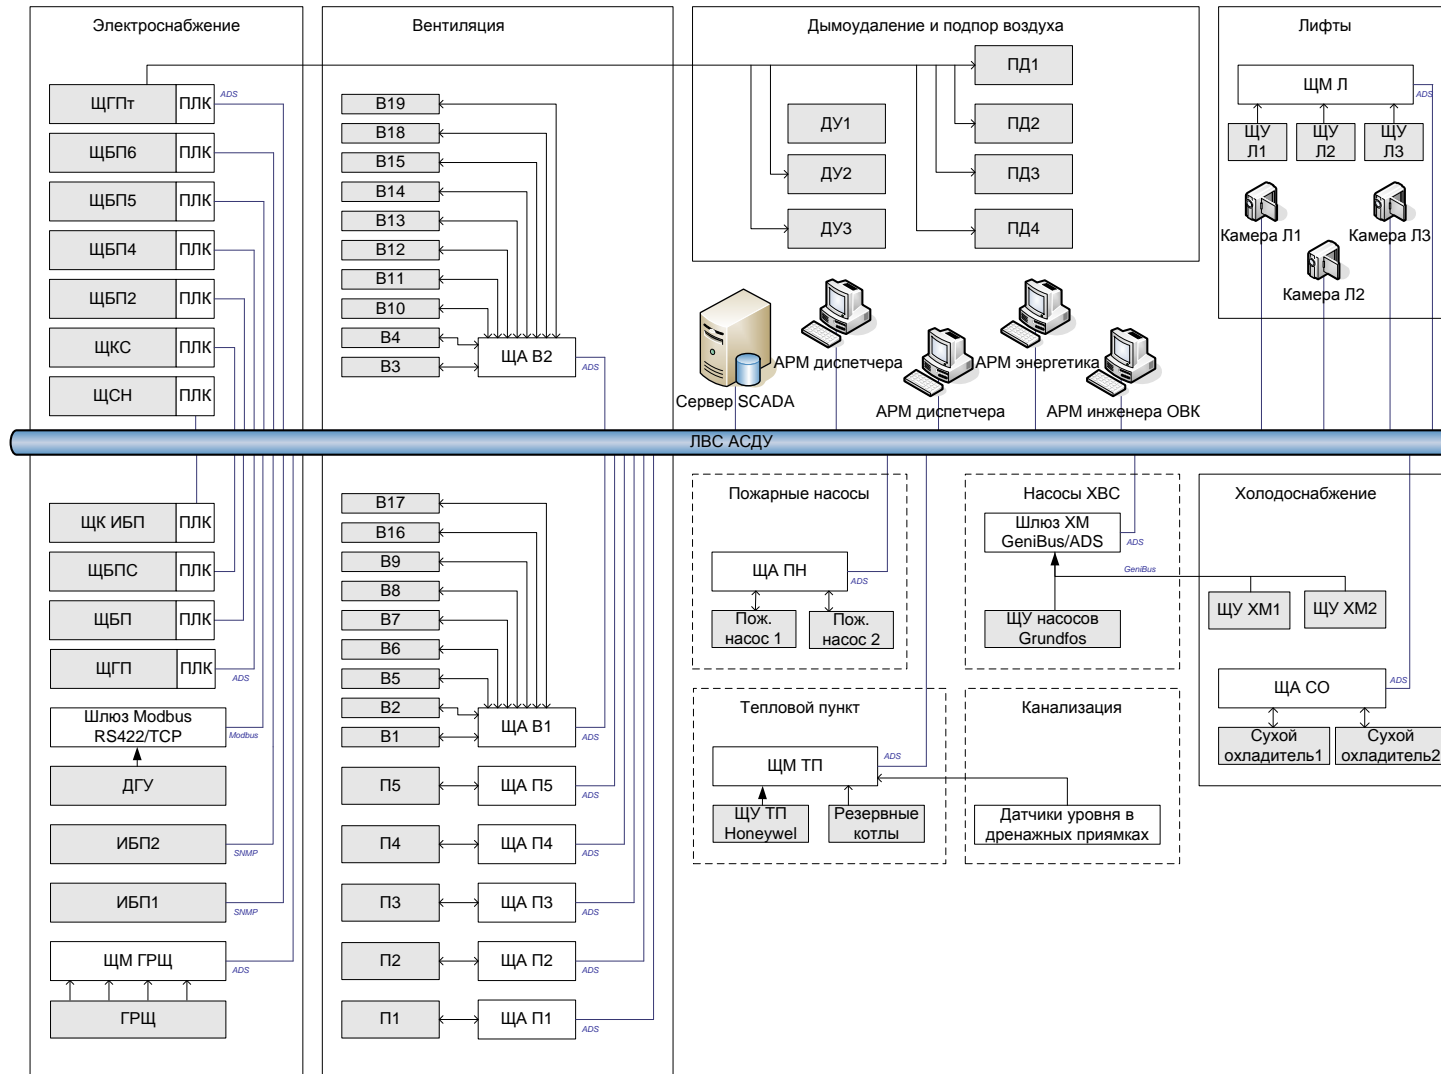 Электроснабжение
ЩГПт
ПЛК
ADS
ЩБП6
ПЛК
ЩБП5
ПЛК
ЩБП4
ПЛК
ЩБП2
ПЛК
ЩКС
ПЛК
ЩСН
ПЛК
Вентиляция
В19
В18
В15
В14
В13
В12
В11
В10
В4
В3
ЩА В2
ADS
Дымоудаление и подпор воздуха
ПД1
ДУ1
ПД2
ДУ2
ПД3
ДУ3
ПД4
Лифты
ЩМ Л
ADS
ЩУ
Л1
ЩУ
Л2
ЩУ
Л3
Камера Л1
Камера Л3
Камера Л2
Сервер SCADA
АРМ диспетчера
АРМ диспетчера
АРМ энергетика
АРМ инженера ОВК
ЛВС АСДУ
ЩК ИБП
ПЛК
ЩБПС
ПЛК
ЩБП
ПЛК
ЩГП
ПЛК
ADS
Шлюз Modbus
RS422/TCP
Modbus
ДГУ
ИБП2
SNMP
ИБП1
SNMP
ЩМ ГРЩ
ADS
ГРЩ
В17
В16
В9
В8
В7
В6
В5
В2
В1
ЩА В1
ADS
П5
ЩА П5
ADS
П4
ЩА П4
ADS
П3
ЩА П3
ADS
П2
ЩА П2
ADS
П1
ЩА П1
ADS
Пожарные насосы
ЩА ПН
ADS
Пож.
насос 1
Пож.
насос 2
Насосы ХВС
Шлюз ХМ
GeniBus/ADS
ADS
GeniBus
ЩУ насосов
Grundfos
Холодоснабжение
ЩУ ХМ1
ЩУ ХМ2
ЩА СО
ADS
Сухой
охладитель1
Сухой
охладитель2
Тепловой пункт
ЩМ ТП
ADS
ЩУ ТП
Honeywel
Резервные
котлы
Канализация
Датчики уровня в
дренажных приямках